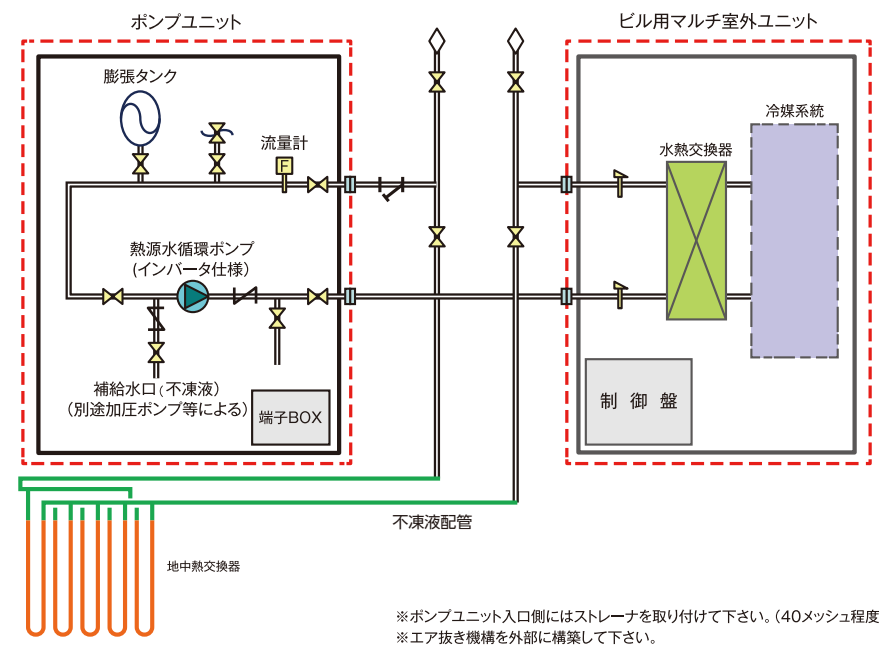 ポンプユニット
ビル用マルチ室外ユニット
膨張タンク
流量計
F
冷媒系統
水熱交換器
熱源水循環ポンプ
(インバータ仕様)
補給水口(不凍液)
(別途加圧ポンプ等による)
端子BOX
制御盤
不凍液配管
地中熱交換器
※ポンプユニット入口側にはストレーナを取り付けて下さい。(40メッシュ程度
※エア抜き機構を外部に構築して下さい。